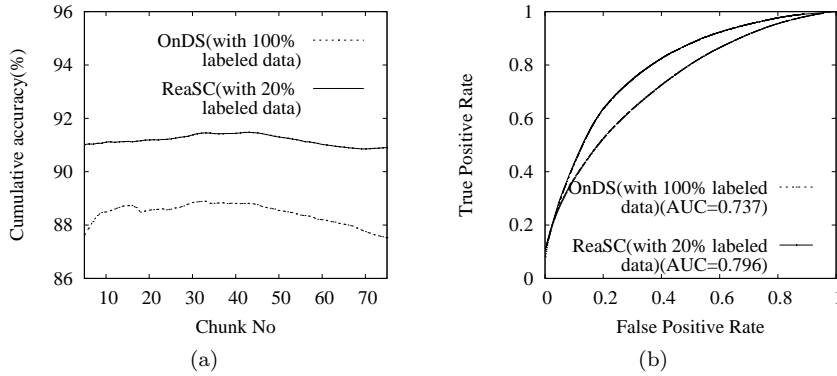 96
94
92
90
88
86
Cumulative accuracy(%)
OnDS(with 100%
labeled data)
ReaSC(with 20%
labeled data)
10 20 30 40 50 60 70
Chunk No
(a)
1
0.8
0.6
0.4
0.2
0
True Positive Rate
OnDS(with 100% labeled
data)(AUC=0.737)
ReaSC(with 20% labeled
data)(AUC=0.796)
0 0.2 0.4 0.6 0.8 1
False Positive Rate
(b)